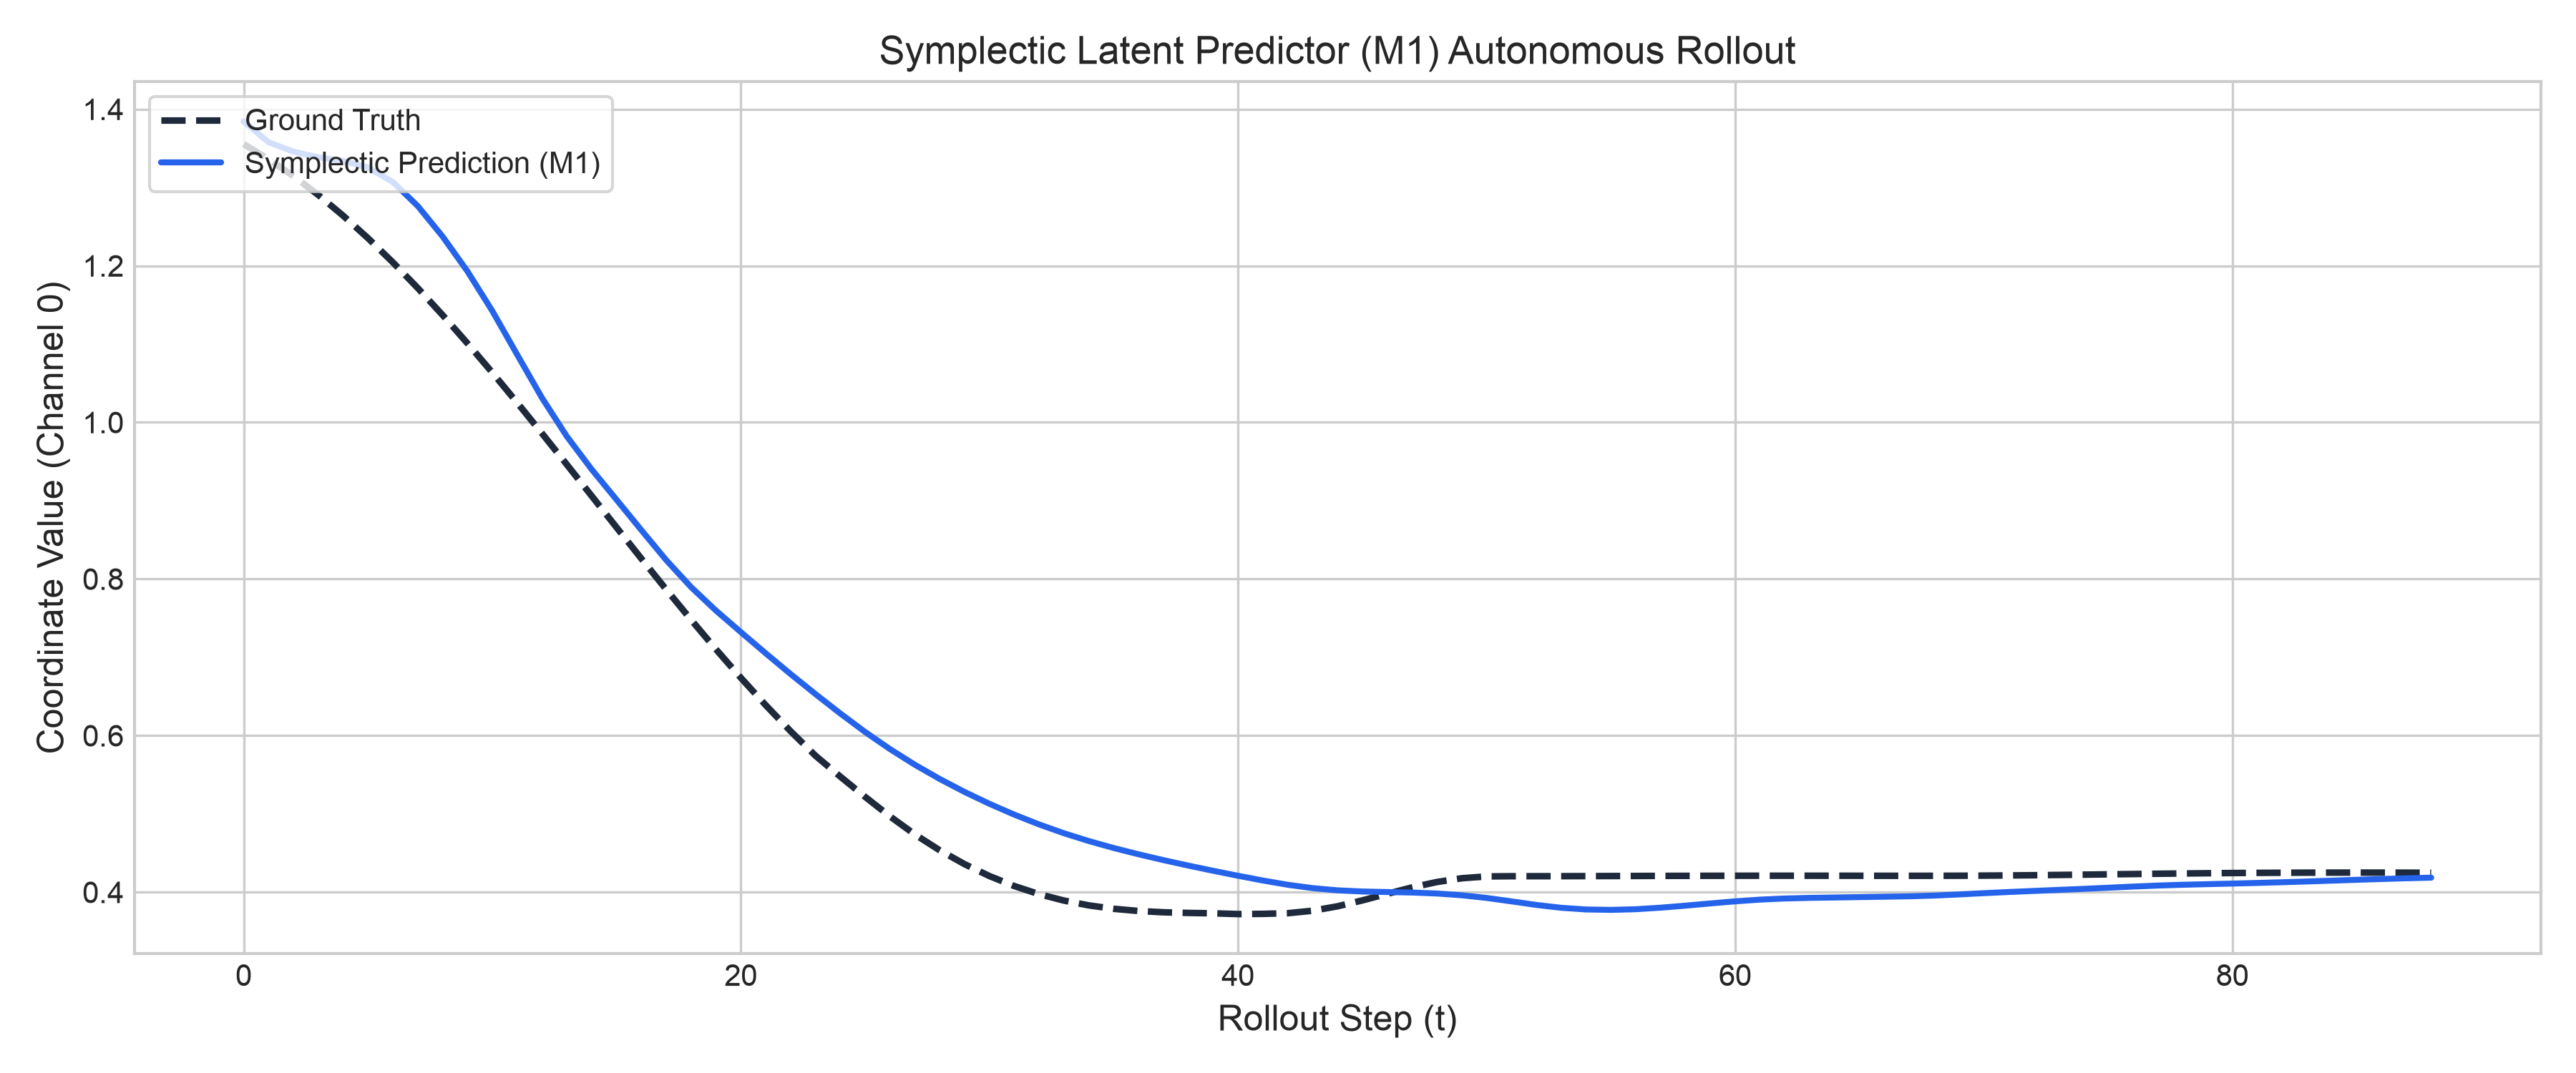 Symplectic Latent Predictor (M1) Autonomous Rollout
Ground Truth
Symplectic Prediction (M1)
Coordinate Value (Channel 0)
1.4
1.2
1.0
0.8
0.6
0.4
0 20 40 60 80
Rollout Step (t)